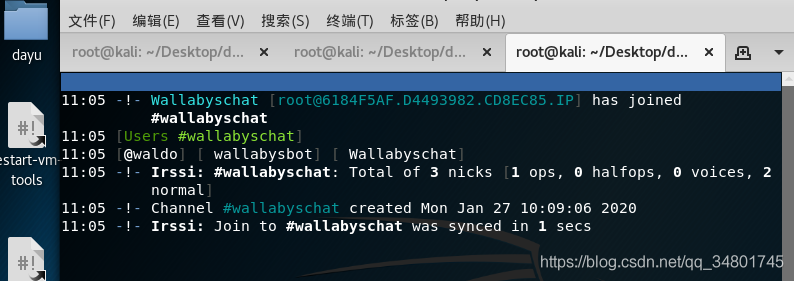 文件(F) 编辑(E) 查看(V) 搜索(S) 终端(T) 标签(B) 帮助(H)
dayu
root@kali: ~/Desktop/d... × root@kali: ~/Desktop/d... × root@kali: ~/Desktop/d... ×
11:05 -!- Wallabyschat [root@6184F5AF.D4493982.CD8EC85.IP] has joined
#wallabyschat
11:05 [Users #wallabyschat]
11:05 [@waldo] [ wallabysbot] [ Wallabyschat]
11:05 -!- Irssi: #wallabyschat: Total of 3 nicks [1 ops, 0 halfops, 0 voices, 2
normal]
11:05 -!- Channel #wallabyschat created Mon Jan 27 10:09:06 2020
11:05 -!- Irssi: Join to #wallabyschat was synced in 1 secs
#!
estart-vm-
tools
#!
https://blog.csdn.net/qq_34801745